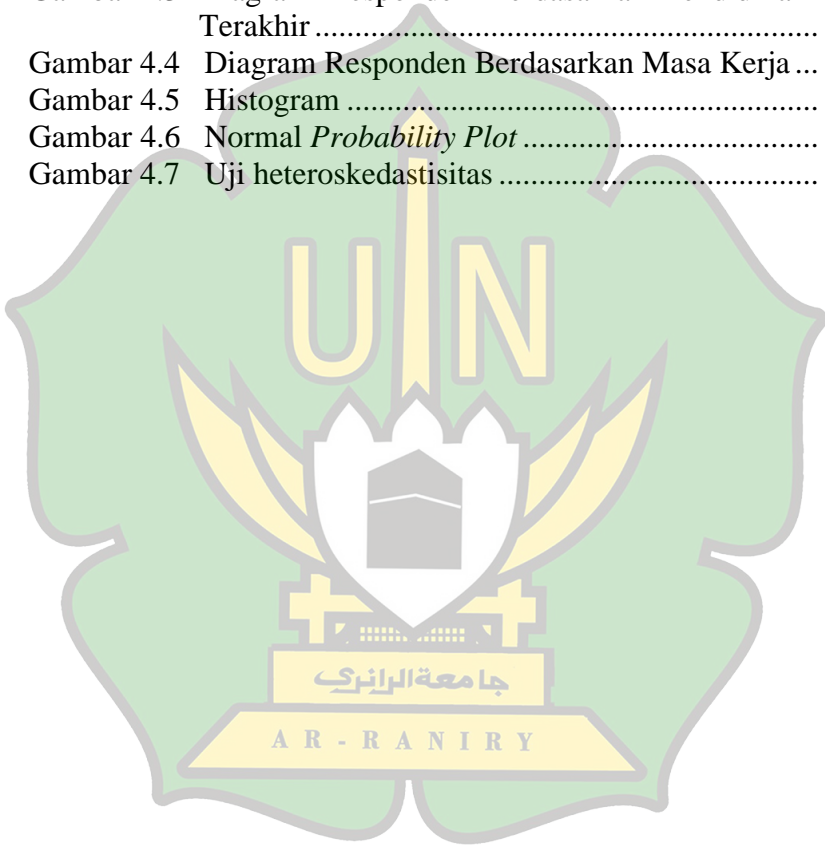 Terakhir ......................................................................
Gambar 4.4 Diagram Responden Berdasarkan Masa Kerja ...
Gambar 4.5 Histogram ............................................................
Gambar 4.6 Normal Probability Plot ......................................
Gambar 4.7 Uji heteroskedastisitas .........................................
UIN
جامعةالرانري
AR-RANIRY